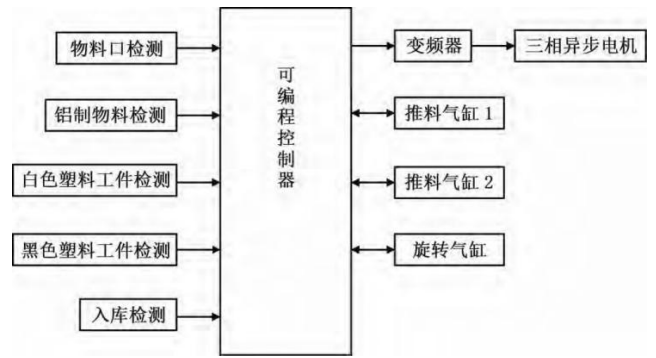 物料口检测
铝制物料检测
白色塑料工件检测
黑色塑料工件检测
入库检测
可编程控制器
变频器
三相异步电机
推料气缸1
推料气缸2
旋转气缸